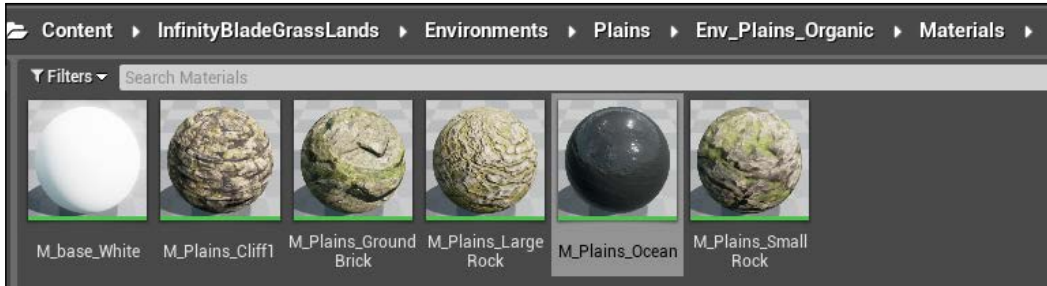 Content InfinityBladeGrassLands Environments Plains Env_Plains_Organic Materials
Filters Search Materials
M_base_White M_Plains_Cliff1 M_Plains_Ground M_Plains_Large M_Plains_Ocean M_Plains_Small
Brick Rock Rock